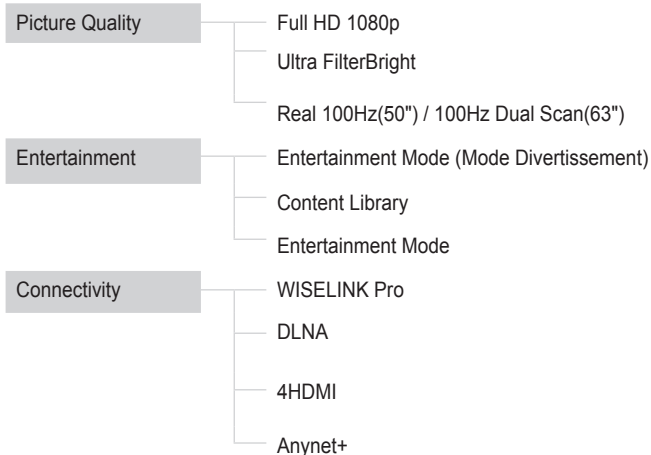 Picture Quality
Full HD 1080p
Ultra FilterBright
Real 100Hz(50") / 100Hz Dual Scan(63")
Entertainment
Entertainment Mode (Mode Divertissement)
Content Library
Entertainment Mode
Connectivity
WISELINK Pro
DLNA
4HDMI
Anynet+